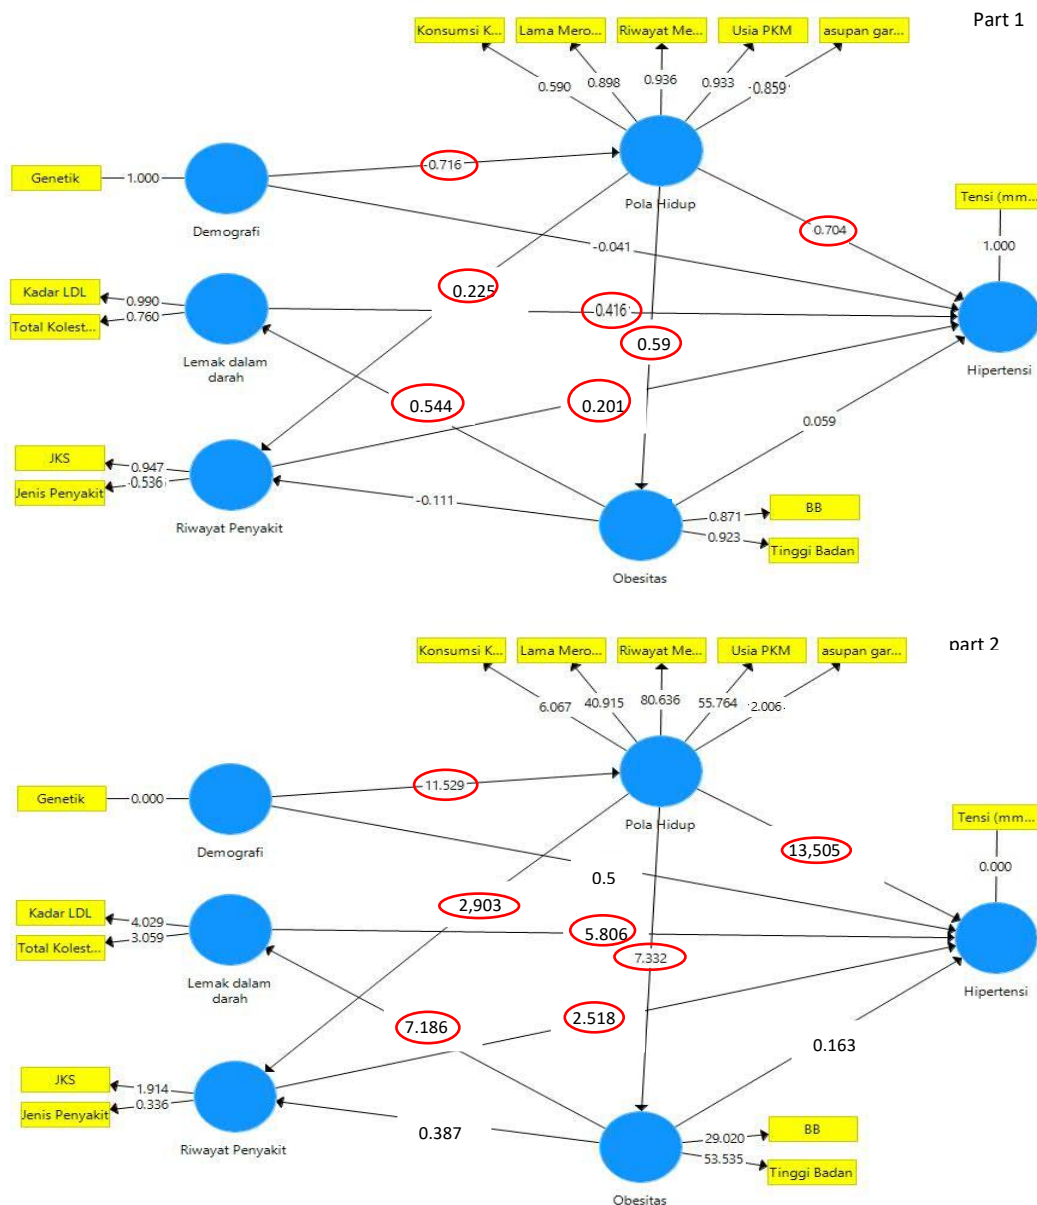 Part 1
Konsumsi K...
Lama Mero...
Riwayat Me...
Usia PKM
asupan gar...
0.590
0.898
0.936
0.933
-0.859
Genetik
1.000
-0.716
Pola Hidup
Tensi (mm...
Demografi
-0.041
0.704
1.000
Kadar LDL
0.990
0.225
Total Kolest...
0.760
0.416
0.59
Lemak dalam
darah
Hipertensi
0.544
0.201
0.059
JKS
0.947
Jenis Penyakit
-0.536
-0.111
Riwayat Penyakit
0.871
BB
0.923
Tinggi Badan
Obesitas
part 2
Konsumsi K...
Lama Mero...
Riwayat Me...
Usia PKM
asupan gar...
6.067
40.915
80.636
55.764
2.006
Genetik
0.000
11.529
Pola Hidup
Tensi (mm...
Demografi
13,505
0.000
0.5
Kadar LDL
4.029
2,903
Total Kolest...
3.059
5.806
7.332
Lemak dalam
darah
Hipertensi
7.186
2.518
0.163
JKS
1.914
Jenis Penyakit
0.336
0.387
Riwayat Penyakit
29.020
BB
53.535
Tinggi Badan
Obesitas